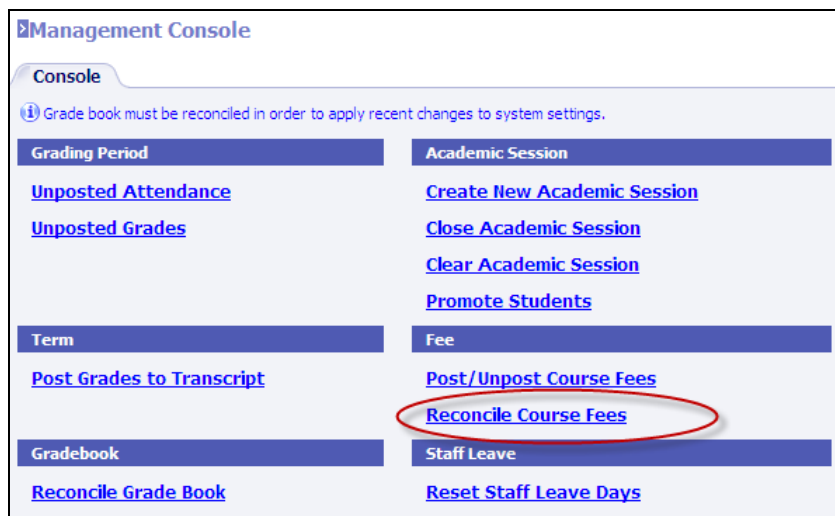 Management Console
Console
Grade book must be reconciled in order to apply recent changes to system settings.
Grading Period
Unposted Attendance
Unposted Grades
Academic Session
Create New Academic Session
Close Academic Session
Clear Academic Session
Promote Students
Term
Post Grades to Transcript
Fee
Post/Unpost Course Fees
Reconcile Course Fees
Gradebook
Reconcile Grade Book
Staff Leave
Reset Staff Leave Days